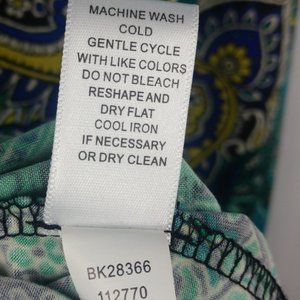 MACHINE WASH
COLD
GENTLE CYCLE
WITH LIKE COLORS
DO NOT BLEACH
RESHAPE AND
DRY FLAT
COOL IRON
IF NECESSARY
OR DRY CLEAN
BK28366
112770